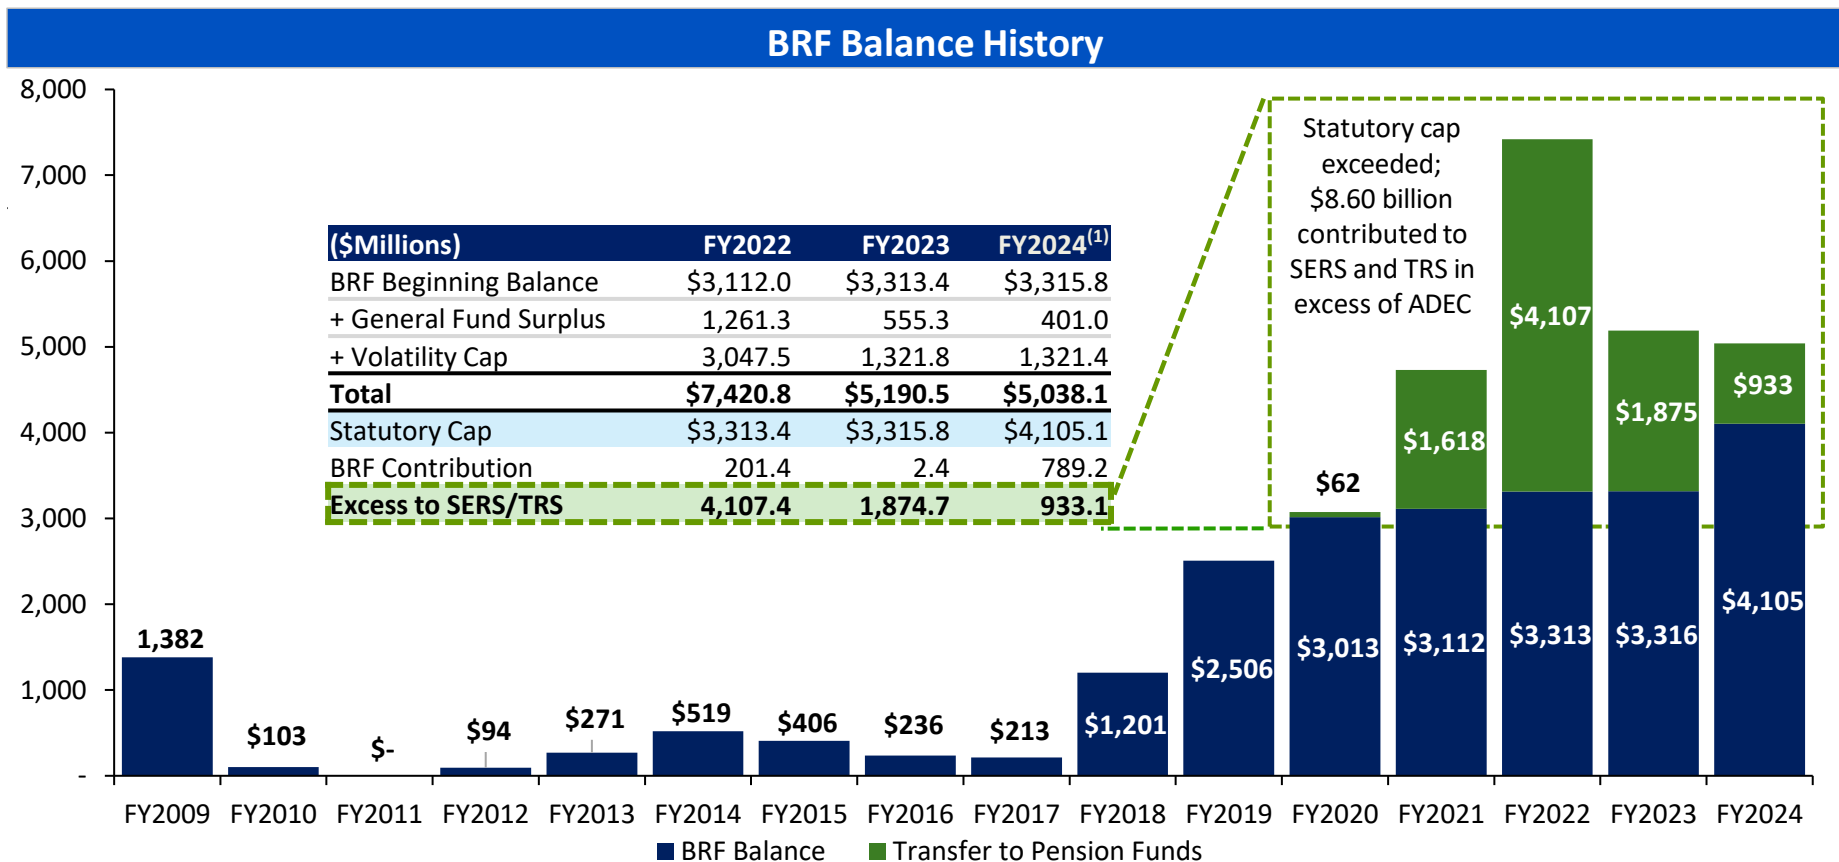 BRF Balance History
8,000
7,000
6,000
5,000
4,000
3,000
2,000
1,000
-
Statutory cap
exceeded;
$8.60 billion
contributed to
SERS and TRS in
excess of ADEC
($Millions) FY2022 FY2023 FY2024(1)
BRF Beginning Balance $3,112.0 $3,313.4 $3,315.8
+ General Fund Surplus 1,261.3 555.3 401.0
+ Volatility Cap 3,047.5 1,321.8 1,321.4
Total $7,420.8 $5,190.5 $5,038.1
Statutory Cap $3,313.4 $3,315.8 $4,105.1
BRF Contribution 201.4 2.4 789.2
Excess to SERS/TRS 4,107.4 1,874.7 933.1
$62 $1,618 $4,107 $1,875 $933
1,382 $103 $- $94 $271 $519 $406 $236 $213 $1,201 $2,506 $3,013 $3,112 $3,313 $3,316 $4,105
FY2009 FY2010 FY2011 FY2012 FY2013 FY2014 FY2015 FY2016 FY2017 FY2018 FY2019 FY2020 FY2021 FY2022 FY2023 FY2024
BRF Balance Transfer to Pension Funds